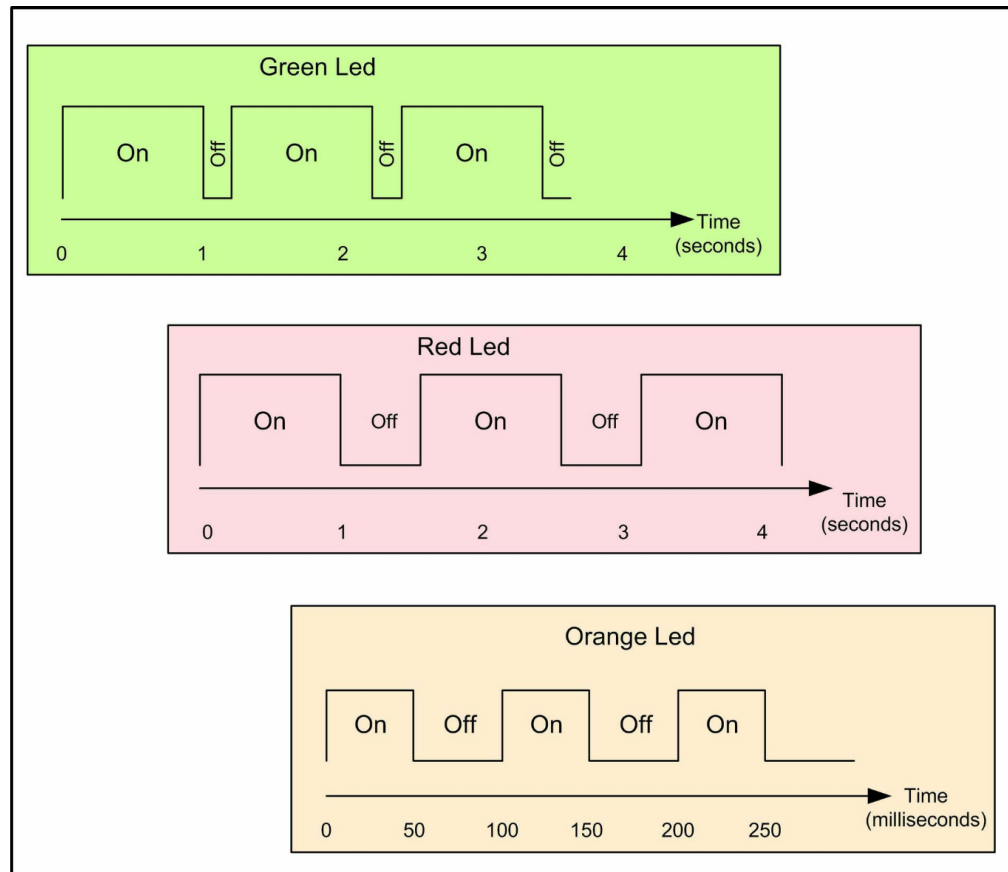 Green Led
On Off On Off On Off
Time
(seconds)
0 1 2 3 4
Red Led
On Off On Off On
Time
(seconds)
0 1 2 3 4
Orange Led
On Off On Off On
Time
(milliseconds)
0 50 100 150 200 250